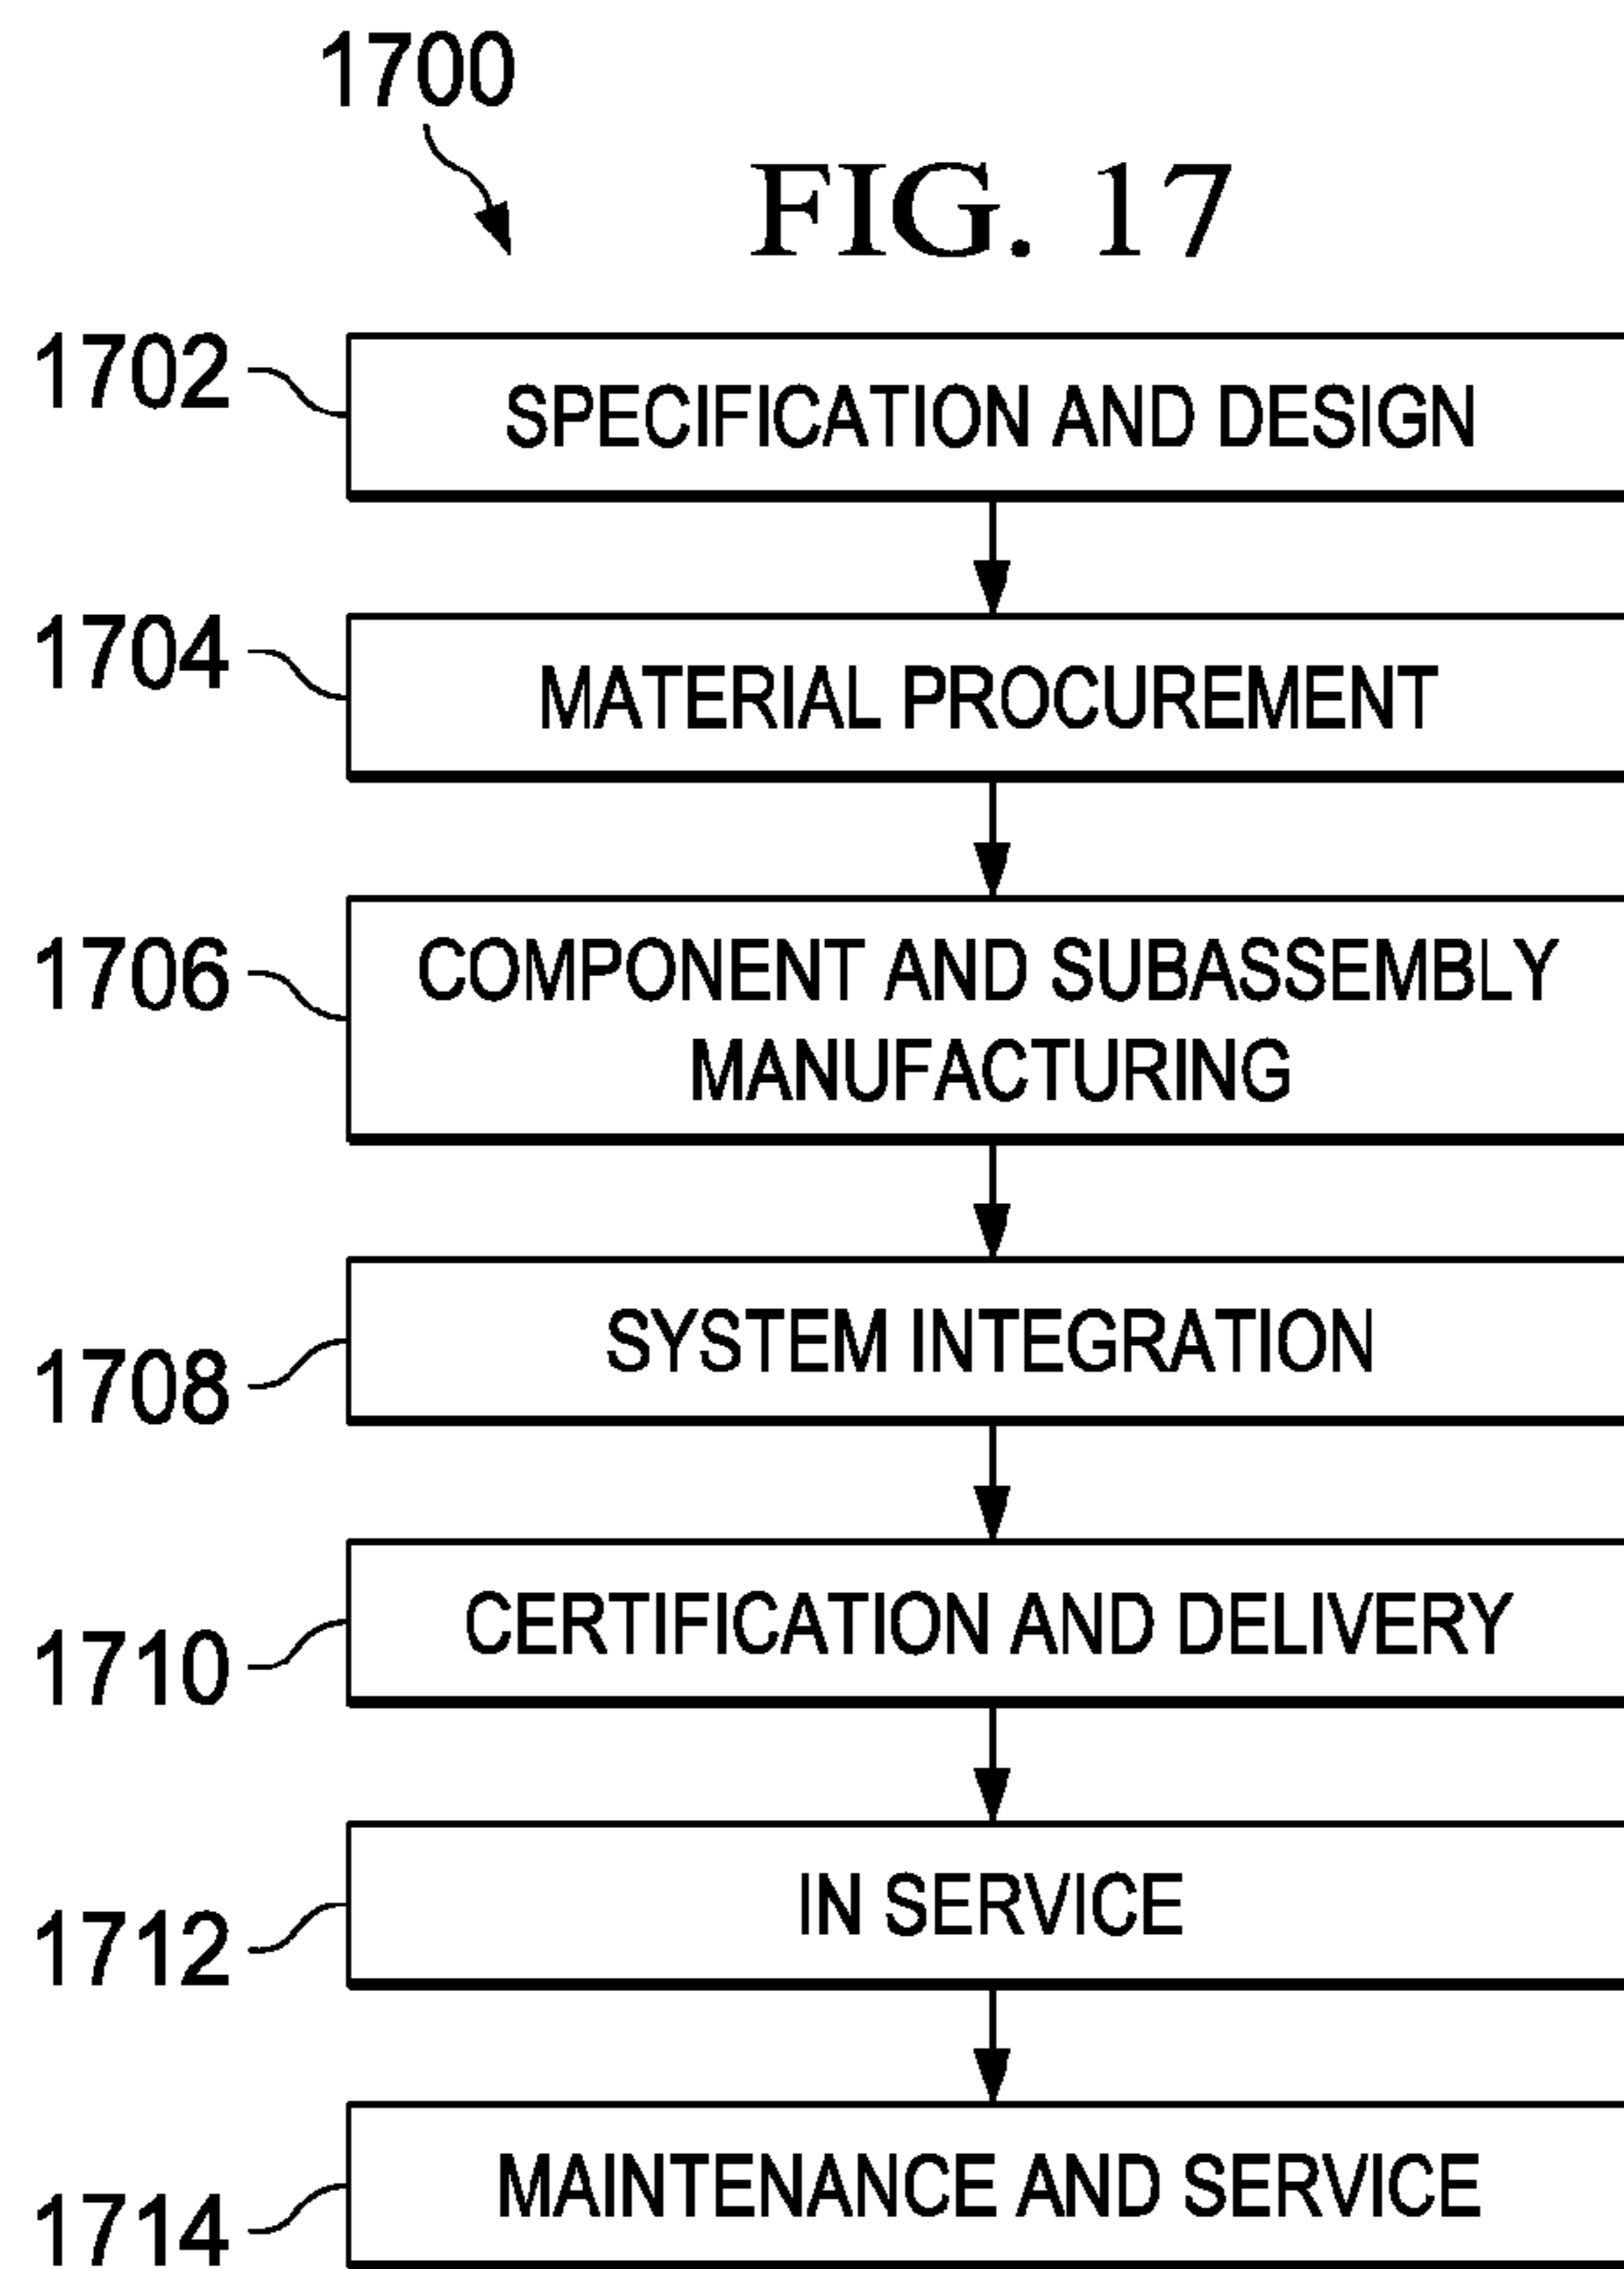 1700
FIG. 17
1702
SPECIFICATION AND DESIGN
1704
MATERIAL PROCUREMENT
1706
COMPONENT AND SUBASSEMBLY
MANUFACTURING
1708
SYSTEM INTEGRATION
1710
CERTIFICATION AND DELIVERY
1712
IN SERVICE
1714
MAINTENANCE AND SERVICE